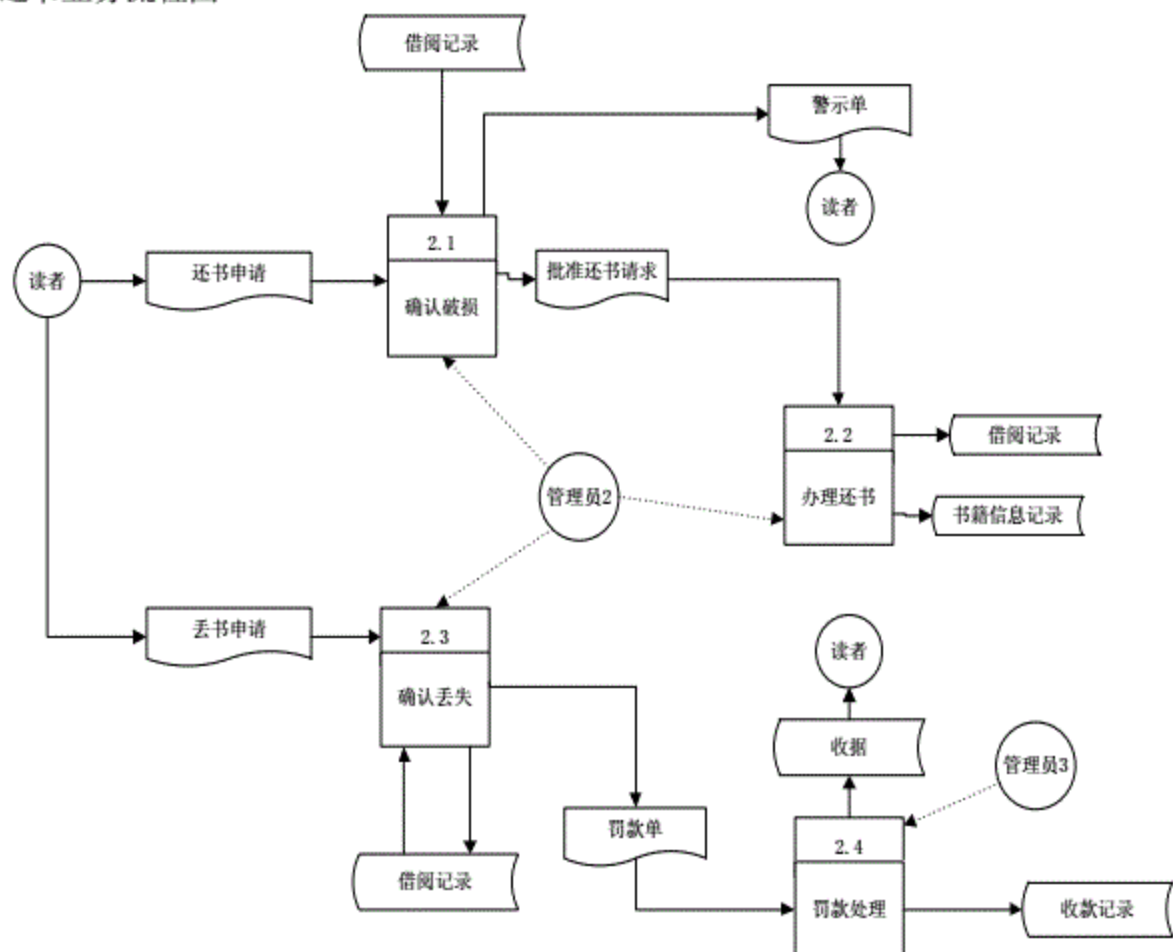 借阅记录
警示单
读者
2.1
读者
还书申请
批准还书请求
确认破损
2.2
借阅记录
管理员2
办理还书
书籍信息记录
丢书申请
2.3
读者
确认丢失
收据
管理员3
罚款单
2.4
借阅记录
罚款处理
收款记录